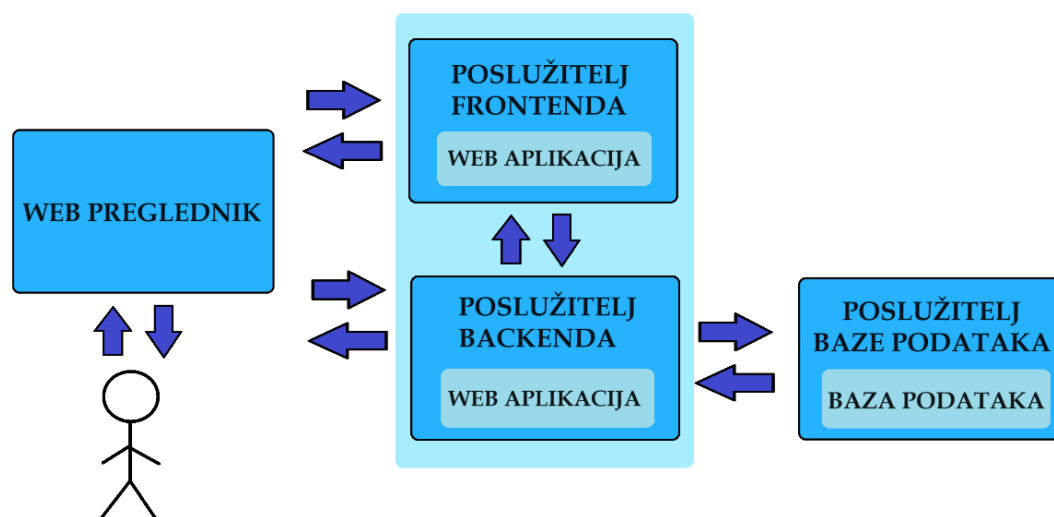 WEB PREGLEDNIK
POSLUŽITELJ
FRONTENDA
WEB APLIKACIJA
POSLUŽITELJ
BACKENDA
WEB APLIKACIJA
POSLUŽITELJ
BAZE PODATAKA
BAZA PODATAKA